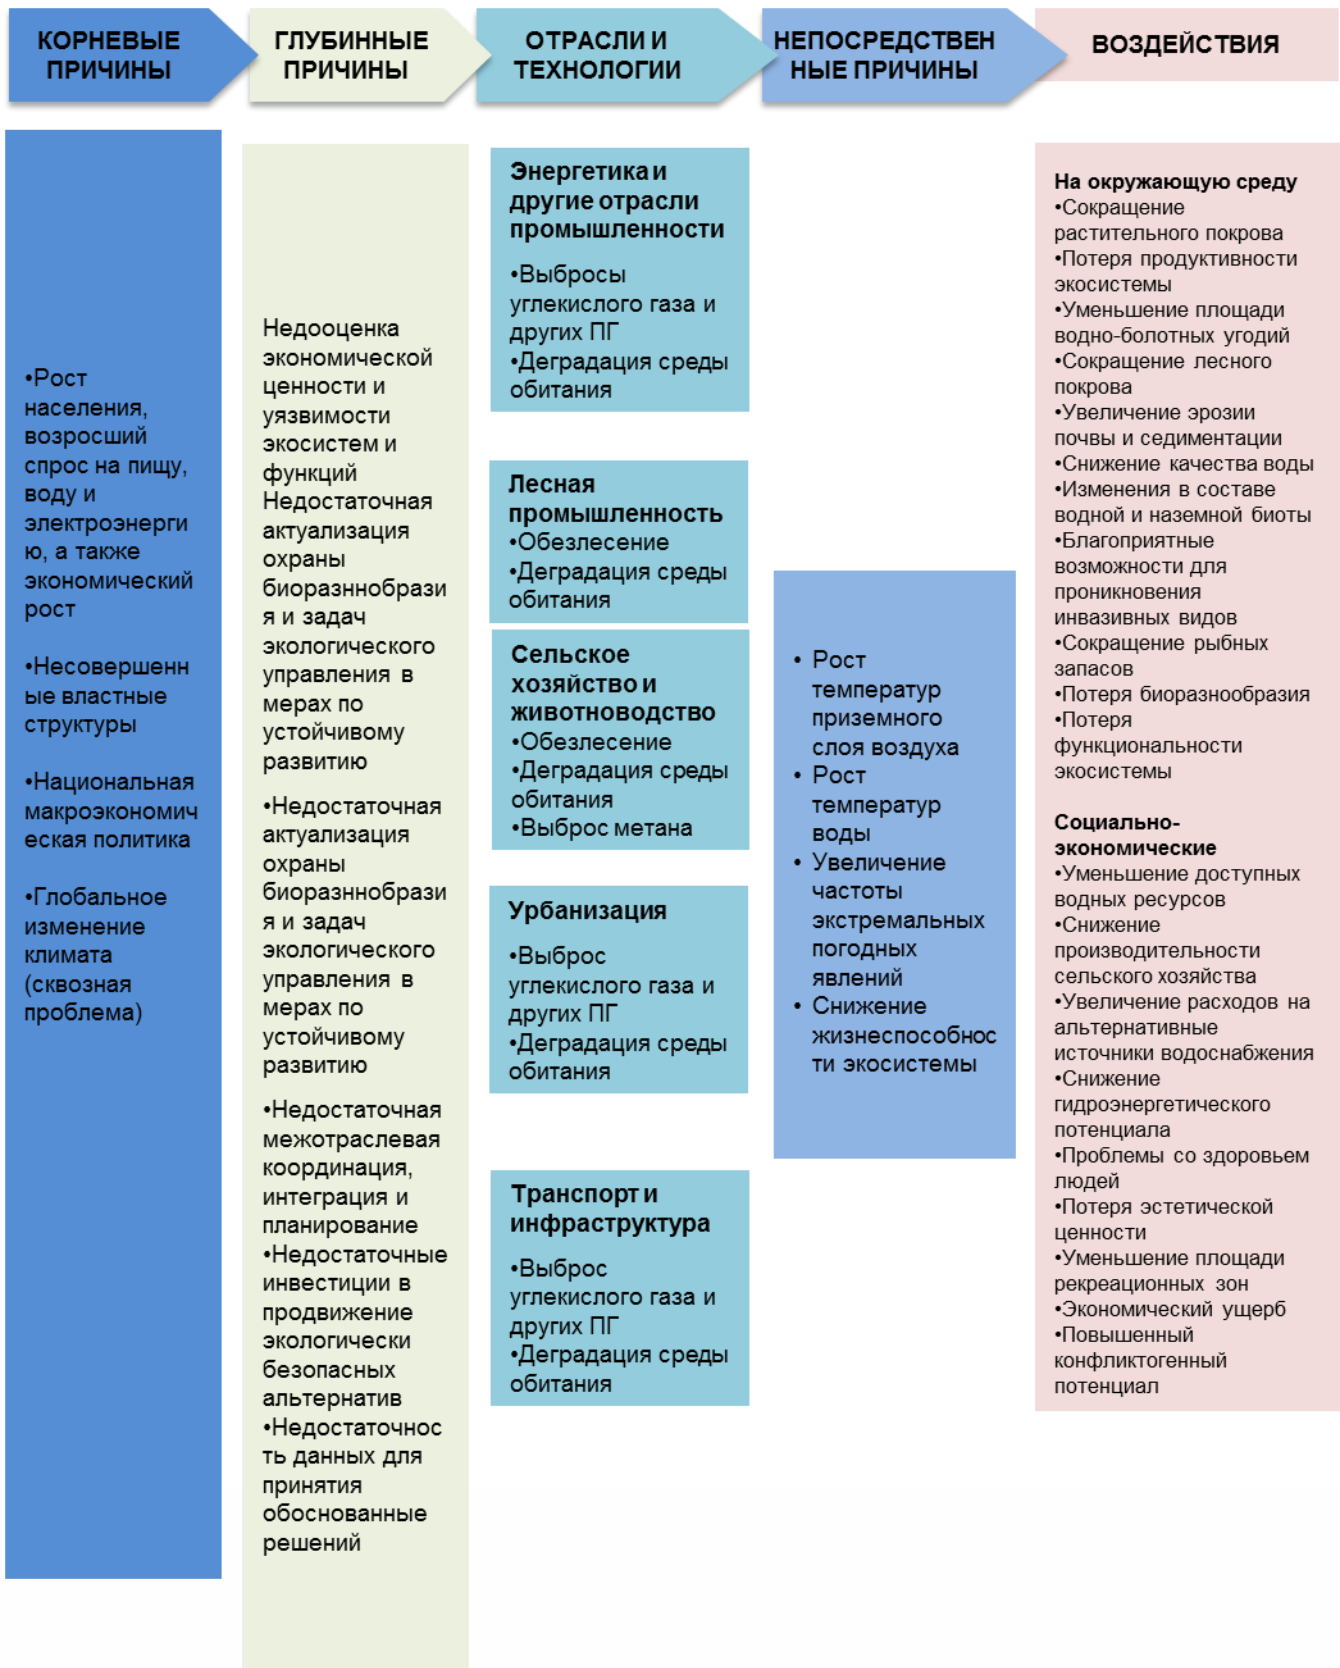 КОРНЕВЫЕ
ПРИЧИНЫ
ГЛУБИННЫЕ
ПРИЧИНЫ
ОТРАСЛИ И
ТЕХНОЛОГИИ
НЕПОСРЕДСТВЕН
НЫЕ ПРИЧИНЫ
ВОЗДЕЙСТВИЯ
•Рост
населения,
возросший
спрос на пищу,
воду и
электроэнерги
ю, а также
экономический
рост
•Несовершенн
ые властные
структуры
•Национальная
макроэкономич
еская политика
•Глобальное
изменение
климата
(сквозная
проблема)
Недооценка
экономической
ценности и
уязвимости
экосистем и
функций
Недостаточная
актуализация
охраны
биоразннобрази
я и задач
экологического
управления в
мерах по
устойчивому
развитию
•Недостаточная
актуализация
охраны
биоразннобрази
я и задач
экологического
управления в
мерах по
устойчивому
развитию
•Недостаточная
межотраслевая
координация,
интеграция и
планирование
•Недостаточные
инвестиции в
продвижение
экологически
безопасных
альтернатив
•Недостаточнос
ть данных для
принятия
обоснованные
решений
Энергетика и
другие отрасли
промышленности
•Выбросы
углекислого газа и
других ПГ
•Деградация среды
обитания
Лесная
промышленность
•Обезлесение
•Деградация среды
обитания
Сельское
хозяйство и
животноводство
•Обезлесение
•Деградация среды
обитания
•Выброс метана
Урбанизация
•Выброс
углекислого газа и
других ПГ
•Деградация среды
обитания
Транспорт и
инфраструктура
•Выброс
углекислого газа и
других ПГ
•Деградация среды
обитания
• Рост
температур
приземного
слоя воздуха
• Рост
температур
воды
• Увеличение
частоты
экстремальных
погодных
явлений
• Снижение
жизнеспособнос
ти экосистемы
На окружающую среду
•Сокращение
растительного покрова
•Потеря продуктивности
экосистемы
•Уменьшение площади
водно-болотных угодий
•Сокращение лесного
покрова
•Увеличение эрозии
почвы и седиментации
•Снижение качества воды
•Изменения в составе
водной и наземной биоты
•Благоприятные
возможности для
проникновения
инвазивных видов
•Сокращение рыбных
запасов
•Потеря биоразнообразия
•Потеря
функциональности
экосистемы
Социально-
экономические
•Уменьшение доступных
водных ресурсов
•Снижение
производительности
сельского хозяйства
•Увеличение расходов на
альтернативные
источники водоснабжения
•Снижение
гидроэнергетического
потенциала
•Проблемы со здоровьем
людей
•Потеря эстетической
ценности
•Уменьшение площади
рекреационных зон
•Экономический ущерб
•Повышенный
конфликтогенный
потенциал